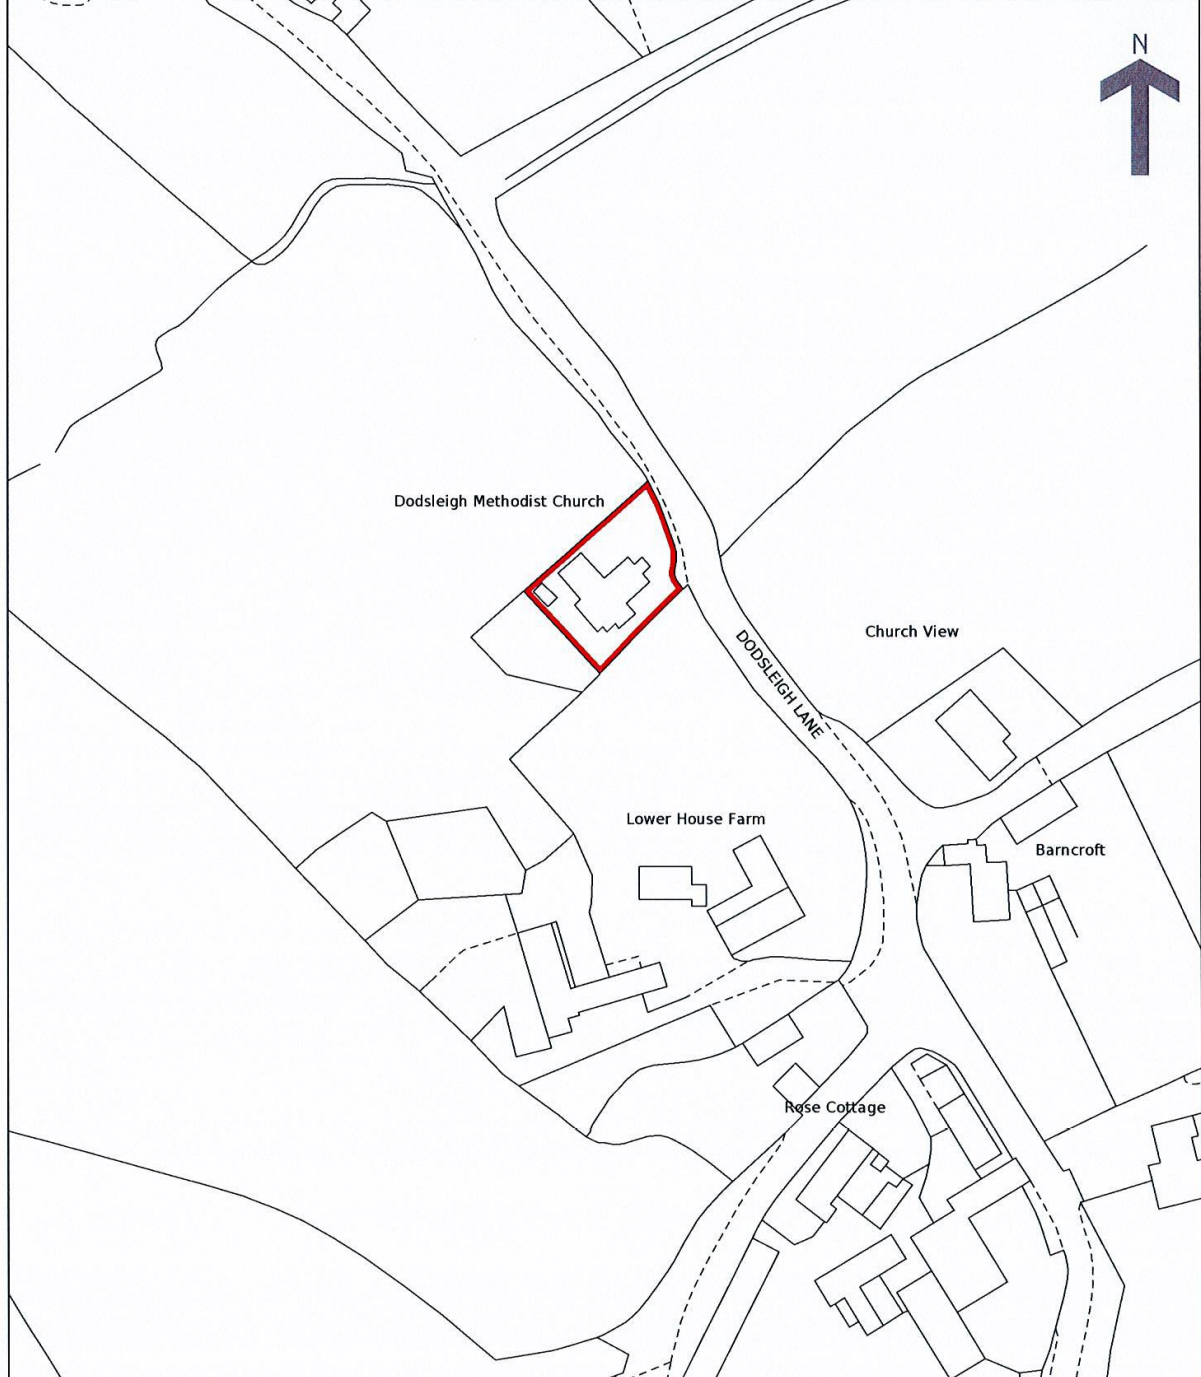 N
Dodsleigh Methodist Church
Church View
DODSLEIGH LANE
Lower House Farm
Barncroft
Rose Cottage